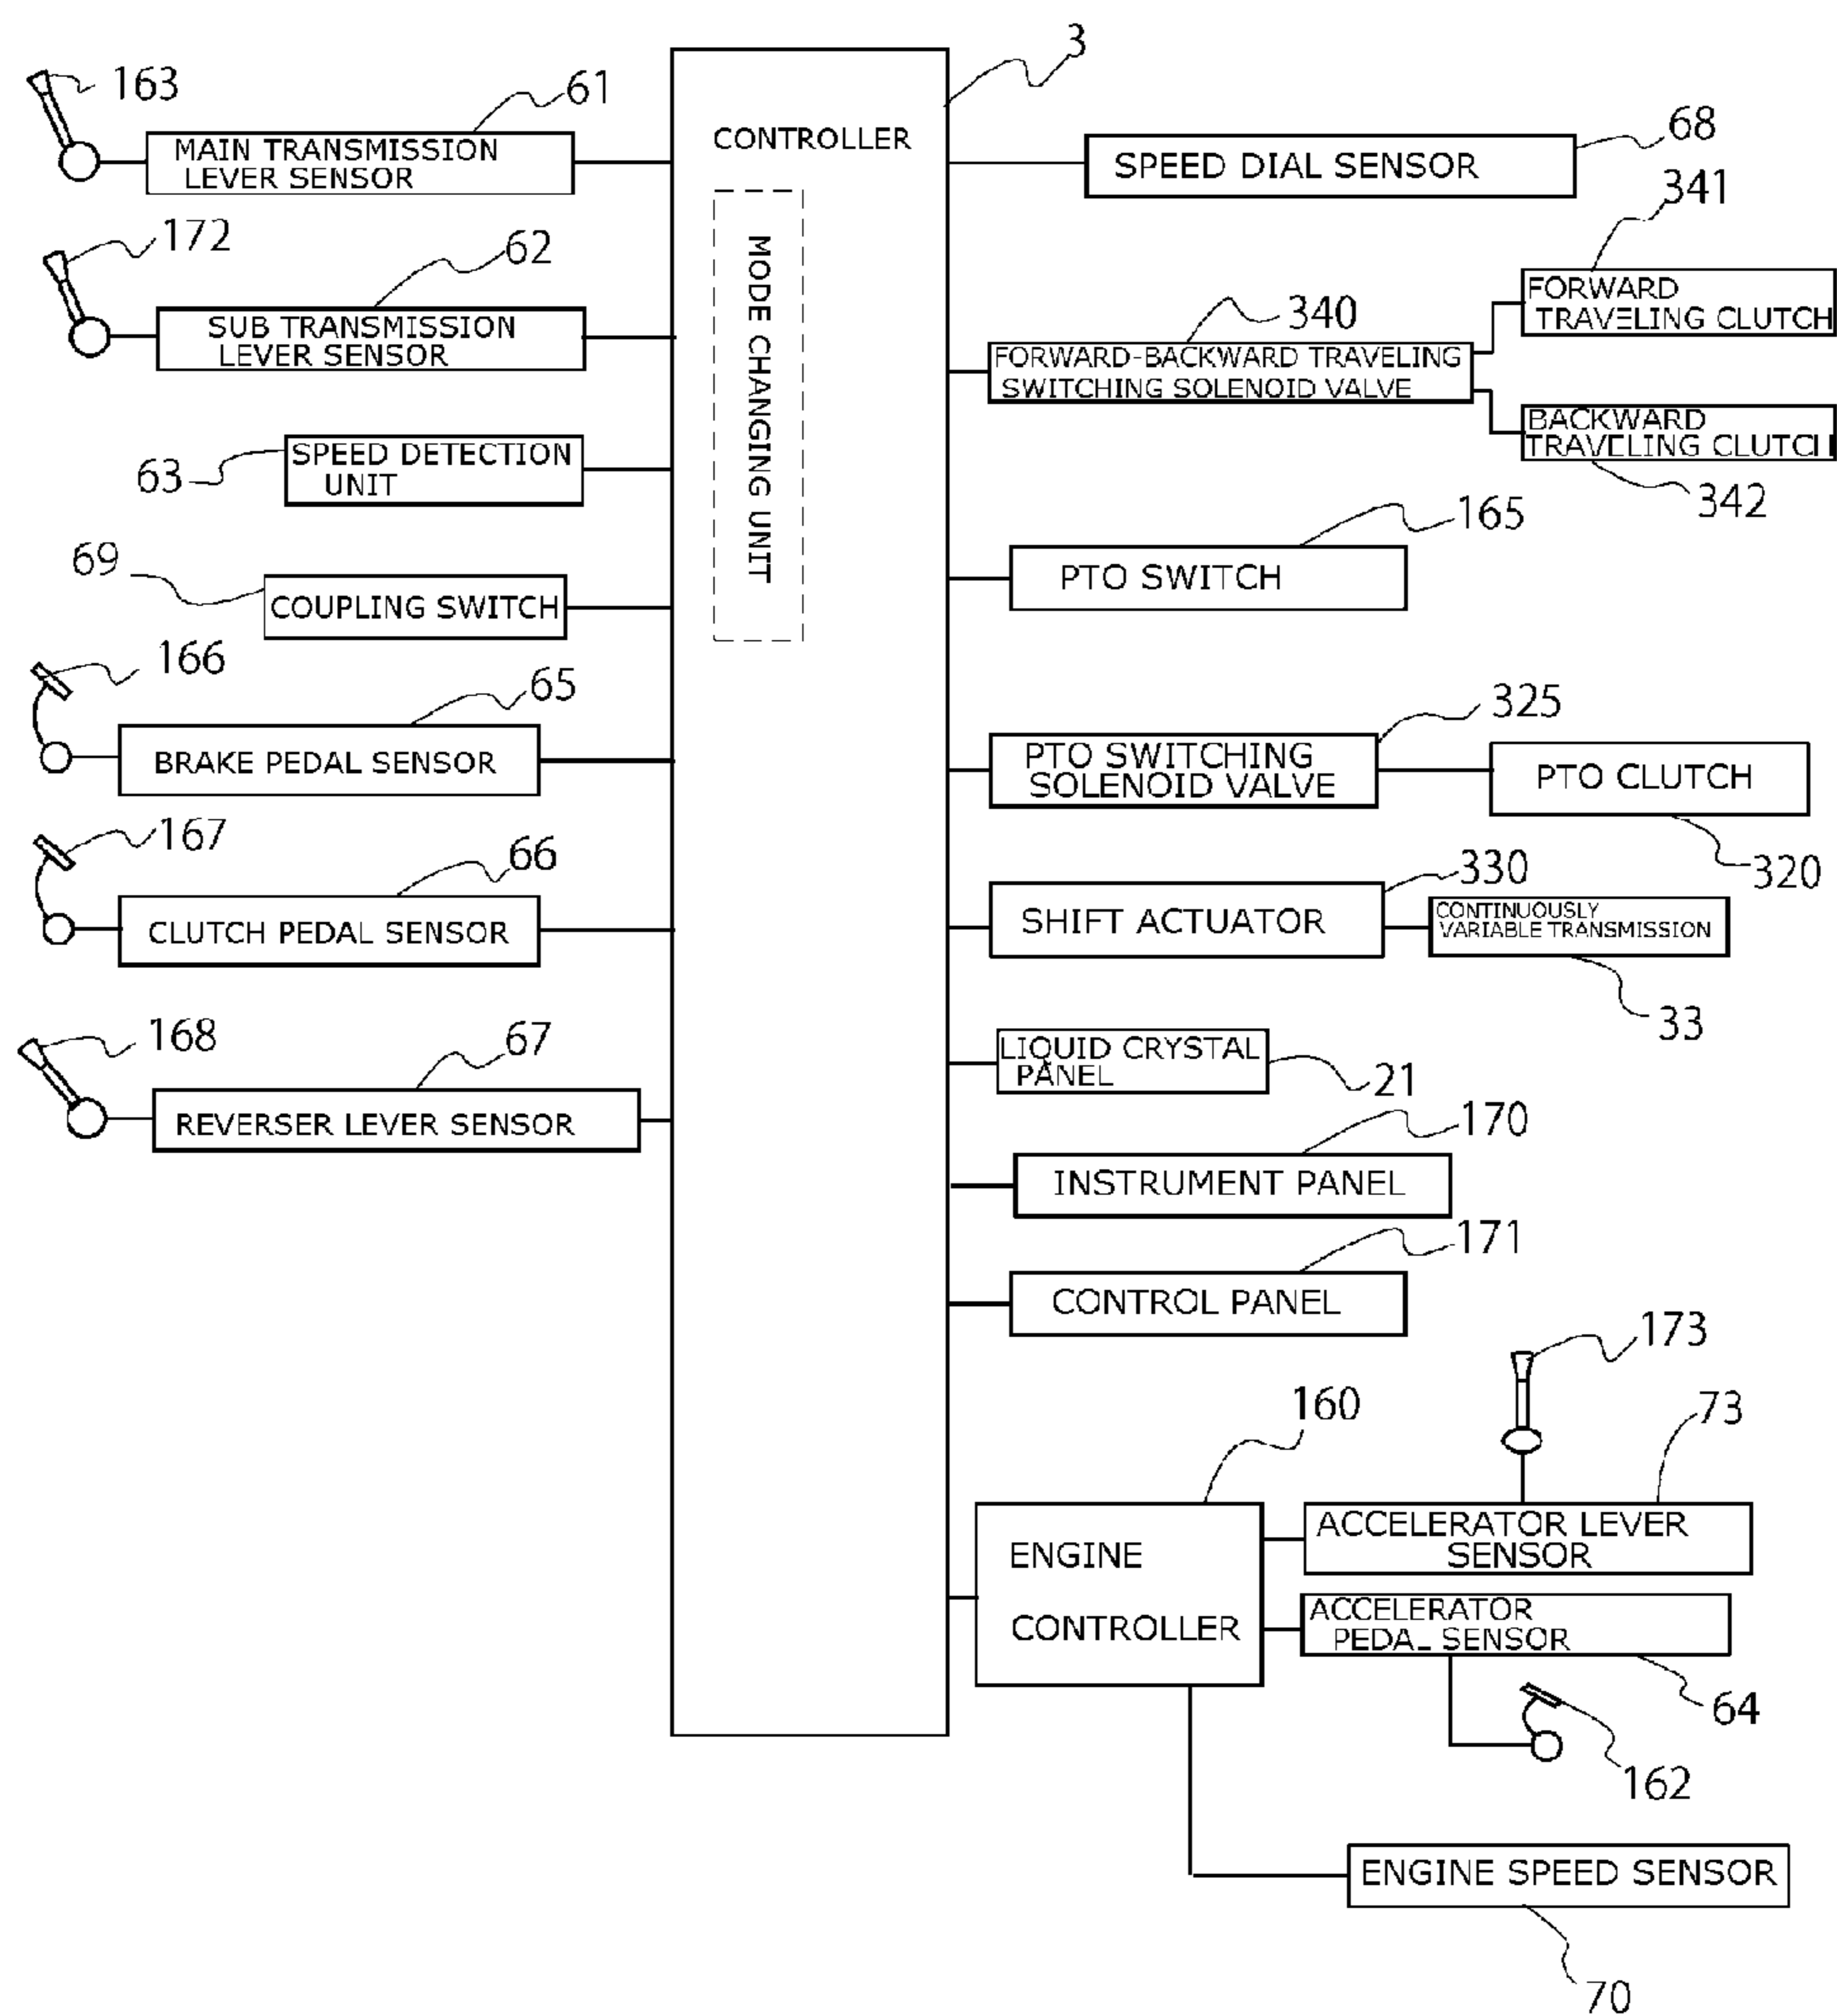 3
163
61
MAIN TRANSMISSION
LEVER SENSOR
172
62
SUB TRANSMISSION
LEVER SENSOR
63
SPEED DETECTION
UNIT
69
COUPLING SWITCH
166
65
BRAKE PEDAL SENSOR
167
66
CLUTCH PEDAL SENSOR
168
67
REVERSER LEVER SENSOR
CONTROLLER
MODE CHANGING UNIT
68
SPEED DIAL SENSOR
341
FORWARD
TRAVELING CLUTCH
340
FORWARD-BACKWARD TRAVELING
SWITCHING SOLENOID VALVE
BACKWARD
TRAVELING CLUTCH
342
165
PTO SWITCH
325
PTO SWITCHING
SOLENOID VALVE
PTO CLUTCH
320
330
SHIFT ACTUATOR
CONTINUOUSLY
VARIABLE TRANSMISSION
33
LIQUID CRYSTAL
PANEL
21
170
INSTRUMENT PANEL
171
CONTROL PANEL
173
160
73
ENGINE
CONTROLLER
ACCELERATOR LEVER
SENSOR
ACCELERATOR
PEDAL SENSOR
64
162
ENGINE SPEED SENSOR
70